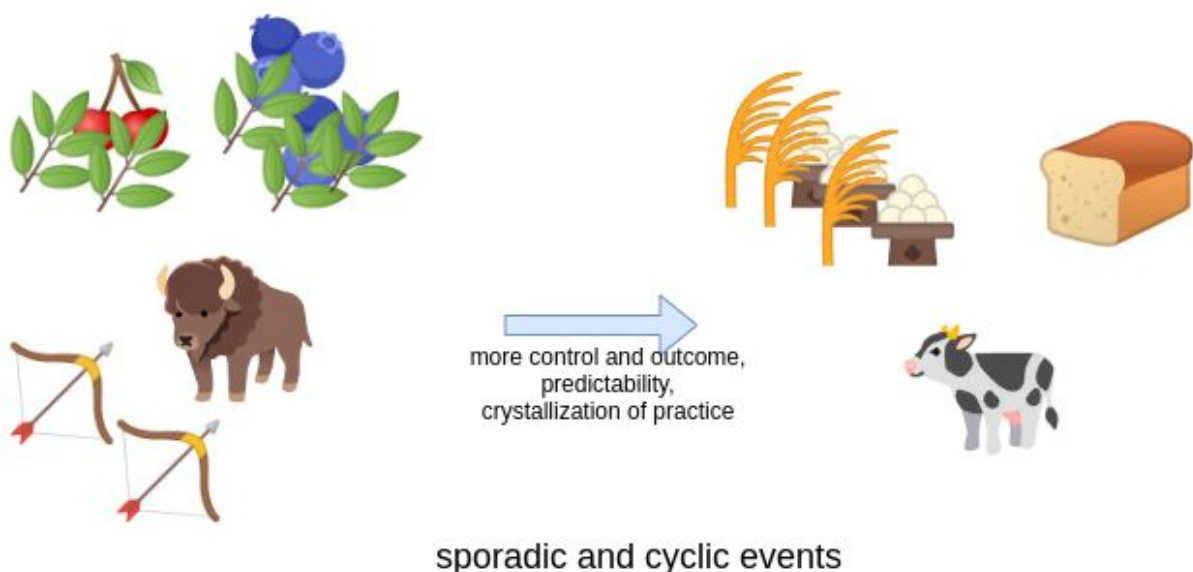 more control and outcome,
predictability,
crystallization of practice
sporadic and cyclic events